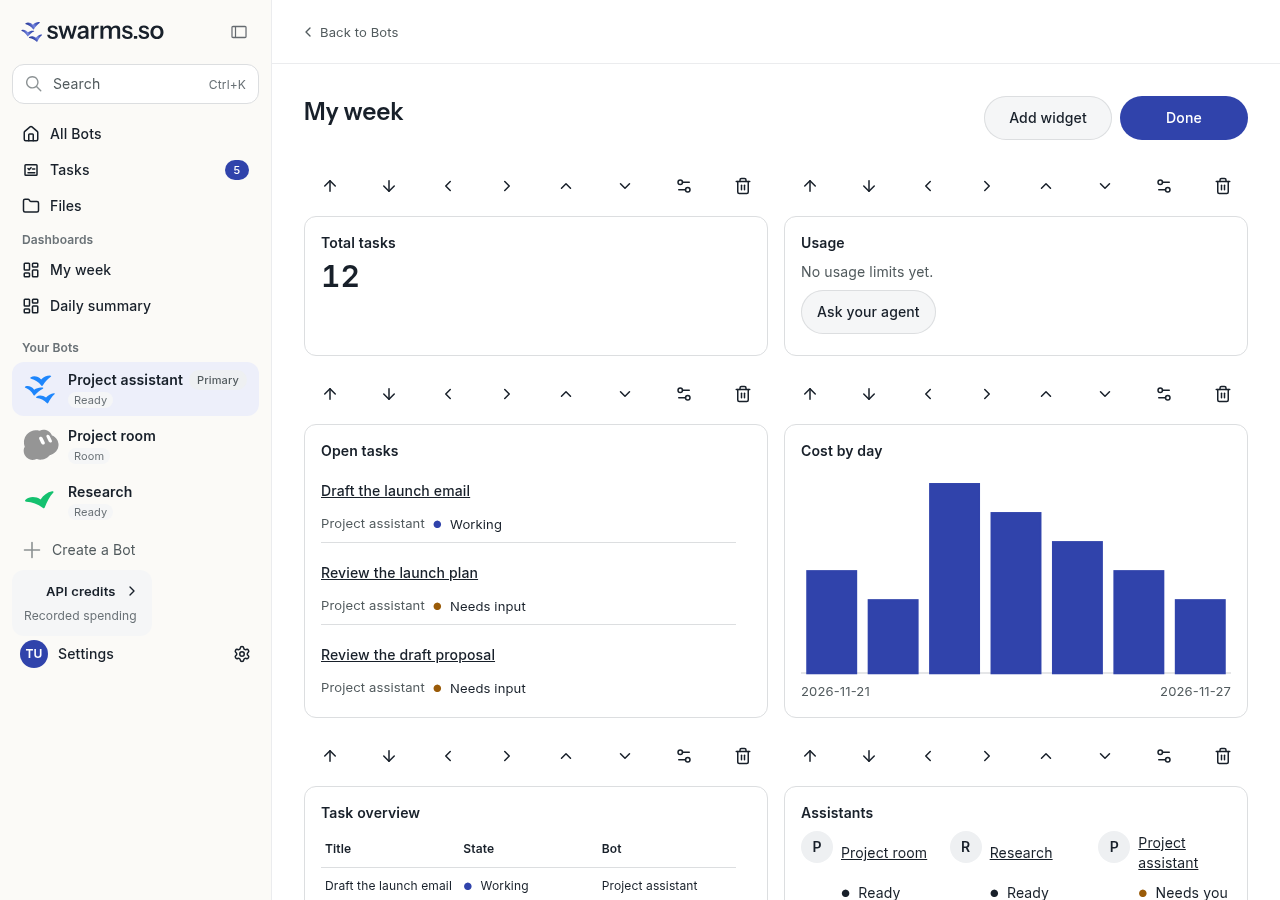 swarms.so
Search Ctrl+K
All Bots
Tasks 5
Files
Dashboards
My week
Daily summary
Your Bots
Project assistant Primary
Ready
Project room
Room
Research
Ready
Create a Bot
API credits
Recorded spending
TU Settings
Back to Bots
My week
Add widget Done
Total tasks
12
Usage
No usage limits yet.
Ask your agent
Open tasks
Draft the launch email
Project assistant Working
Review the launch plan
Project assistant Needs input
Review the draft proposal
Project assistant Needs input
Cost by day
2026-11-21 2026-11-27
Task overview
Title State Bot
Draft the launch email Working Project assistant
Assistants
P Project room
Ready
R Research
Ready
P Project
assistant
Needs you